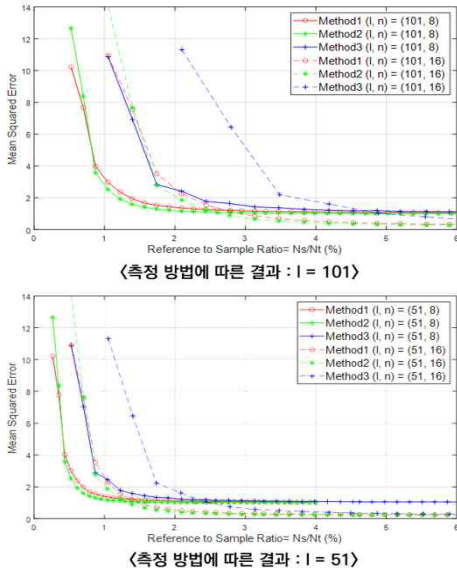 14
12
10
8
6
4
2
0
Mean Squared Error
Method1 (l, n) = (101, 8)
Method2 (l, n) = (101, 8)
Method3 (l, n) = (101, 8)
Method1 (l, n) = (101, 16)
Method2 (l, n) = (101, 16)
Method3 (l, n) = (101, 16)
0 1 2 3 4 5 6
Reference to Sample Ratio= Ns/Nt (%)
〈측정 방법에 따른 결과 : l = 101〉
14
12
10
8
6
4
2
0
Mean Squared Error
Method1 (l, n) = (51, 8)
Method2 (l, n) = (51, 8)
Method3 (l, n) = (51, 8)
Method1 (l, n) = (51, 16)
Method2 (l, n) = (51, 16)
Method3 (l, n) = (51, 16)
0 1 2 3 4 5 6
Reference to Sample Ratio= Ns/Nt (%)
〈측정 방법에 따른 결과 : l = 51〉